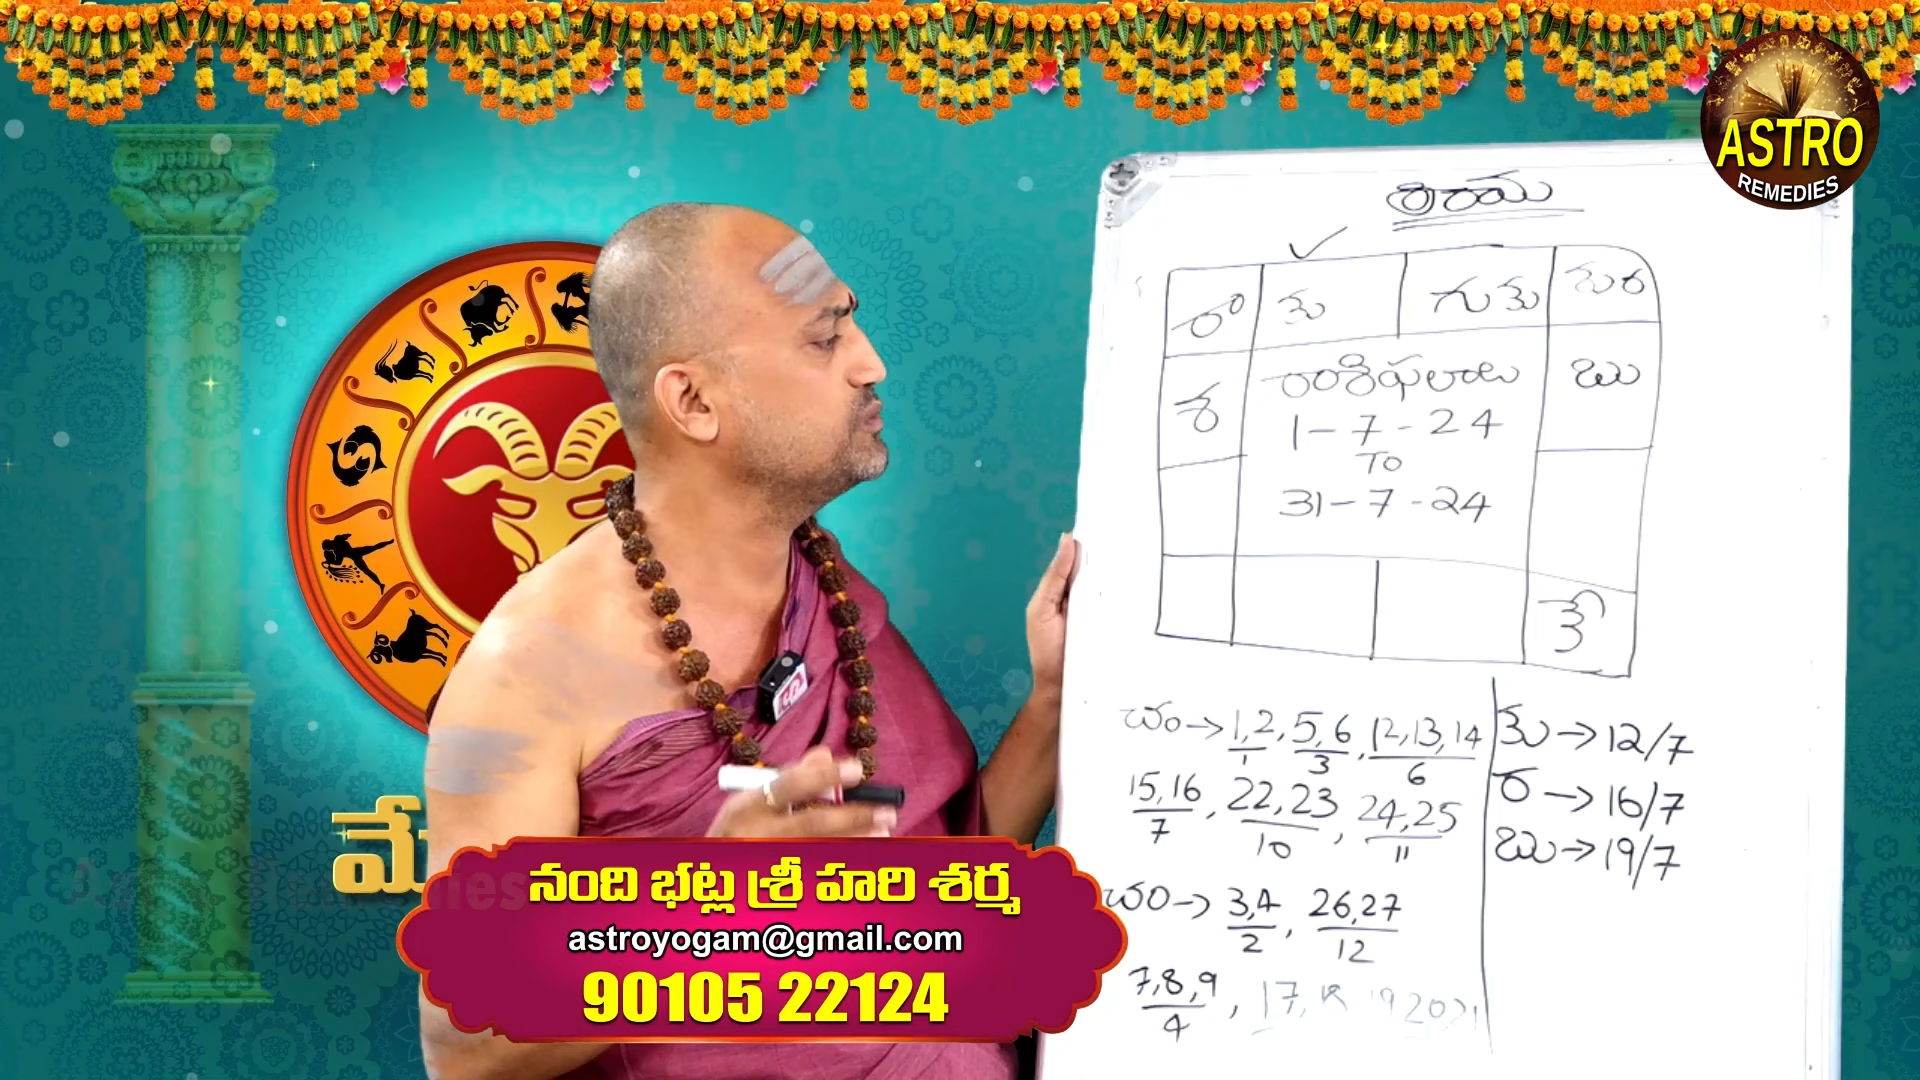 ASTRO
REMEDIES
శ్రీరామ
రా కు గు కు శు ర
శ రాశిఫలాలు బు
1-7-24
TO
31-7-24
కే
చం→ 1,2, 5,6, 12,13,14
1 3 6
కు→12/7
15,16, 22,23, 24,25
7 10 11
ర→16/7
బు→19/7
చం→ 3,4, 26,27
2 12
7,8,9, 17,
4
మే
నంది భట్ల శ్రీ హరి శర్మ
astroyogam@gmail.com
90105 22124